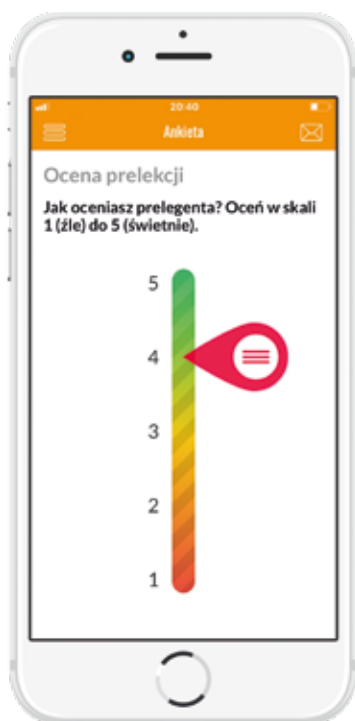 20:40
Ankieta
Ocena prelekcji
Jak oceniasz prelegenta? Oceń w skali
1 (źle) do 5 (świetnie).
5
4
3
2
1